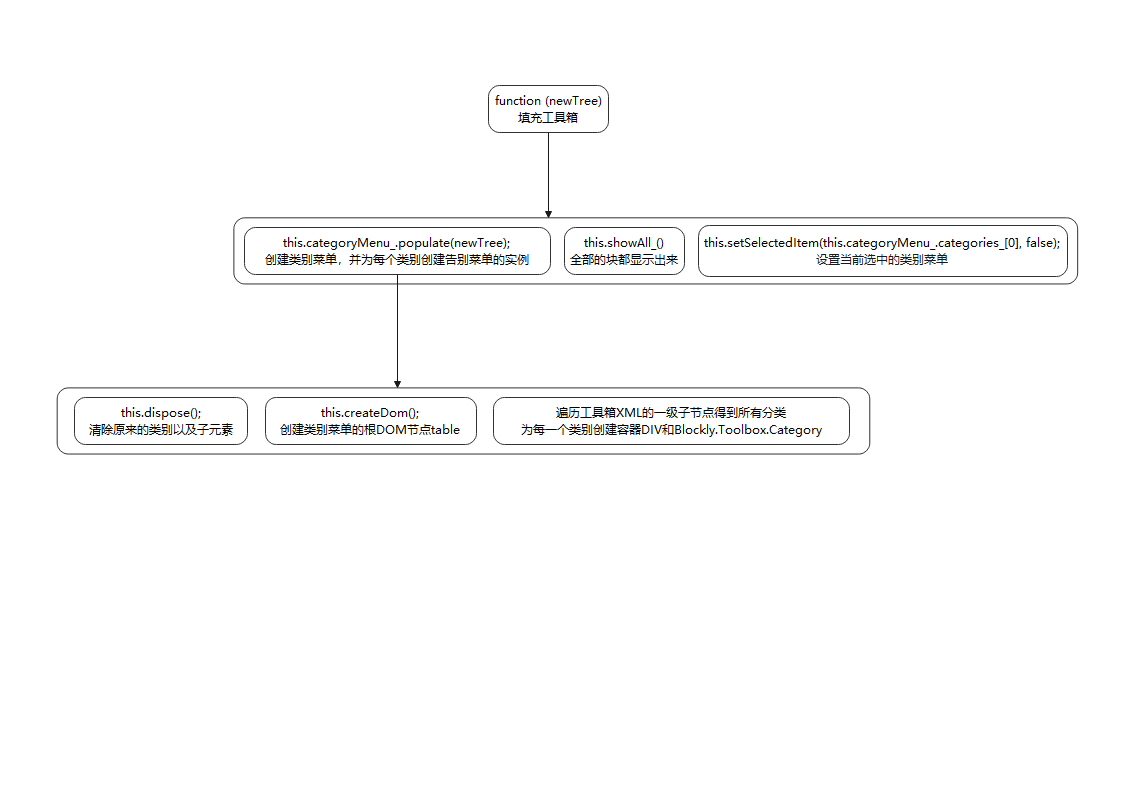 function (newTree)
填充工具箱
this.categoryMenu_.populate(newTree);
创建类别菜单，并为每个类别创建告别菜单的实例
this.showAll_()
全部的块都显示出来
this.setSelectedItem(this.categoryMenu_.categories_[0], false);
设置当前选中的类别菜单
this.dispose();
清除原来的类别以及子元素
this.createDom();
创建类别菜单的根DOM节点table
遍历工具箱XML的一级子节点得到所有分类
为每一个类别创建容器DIV和Blockly.Toolbox.Category